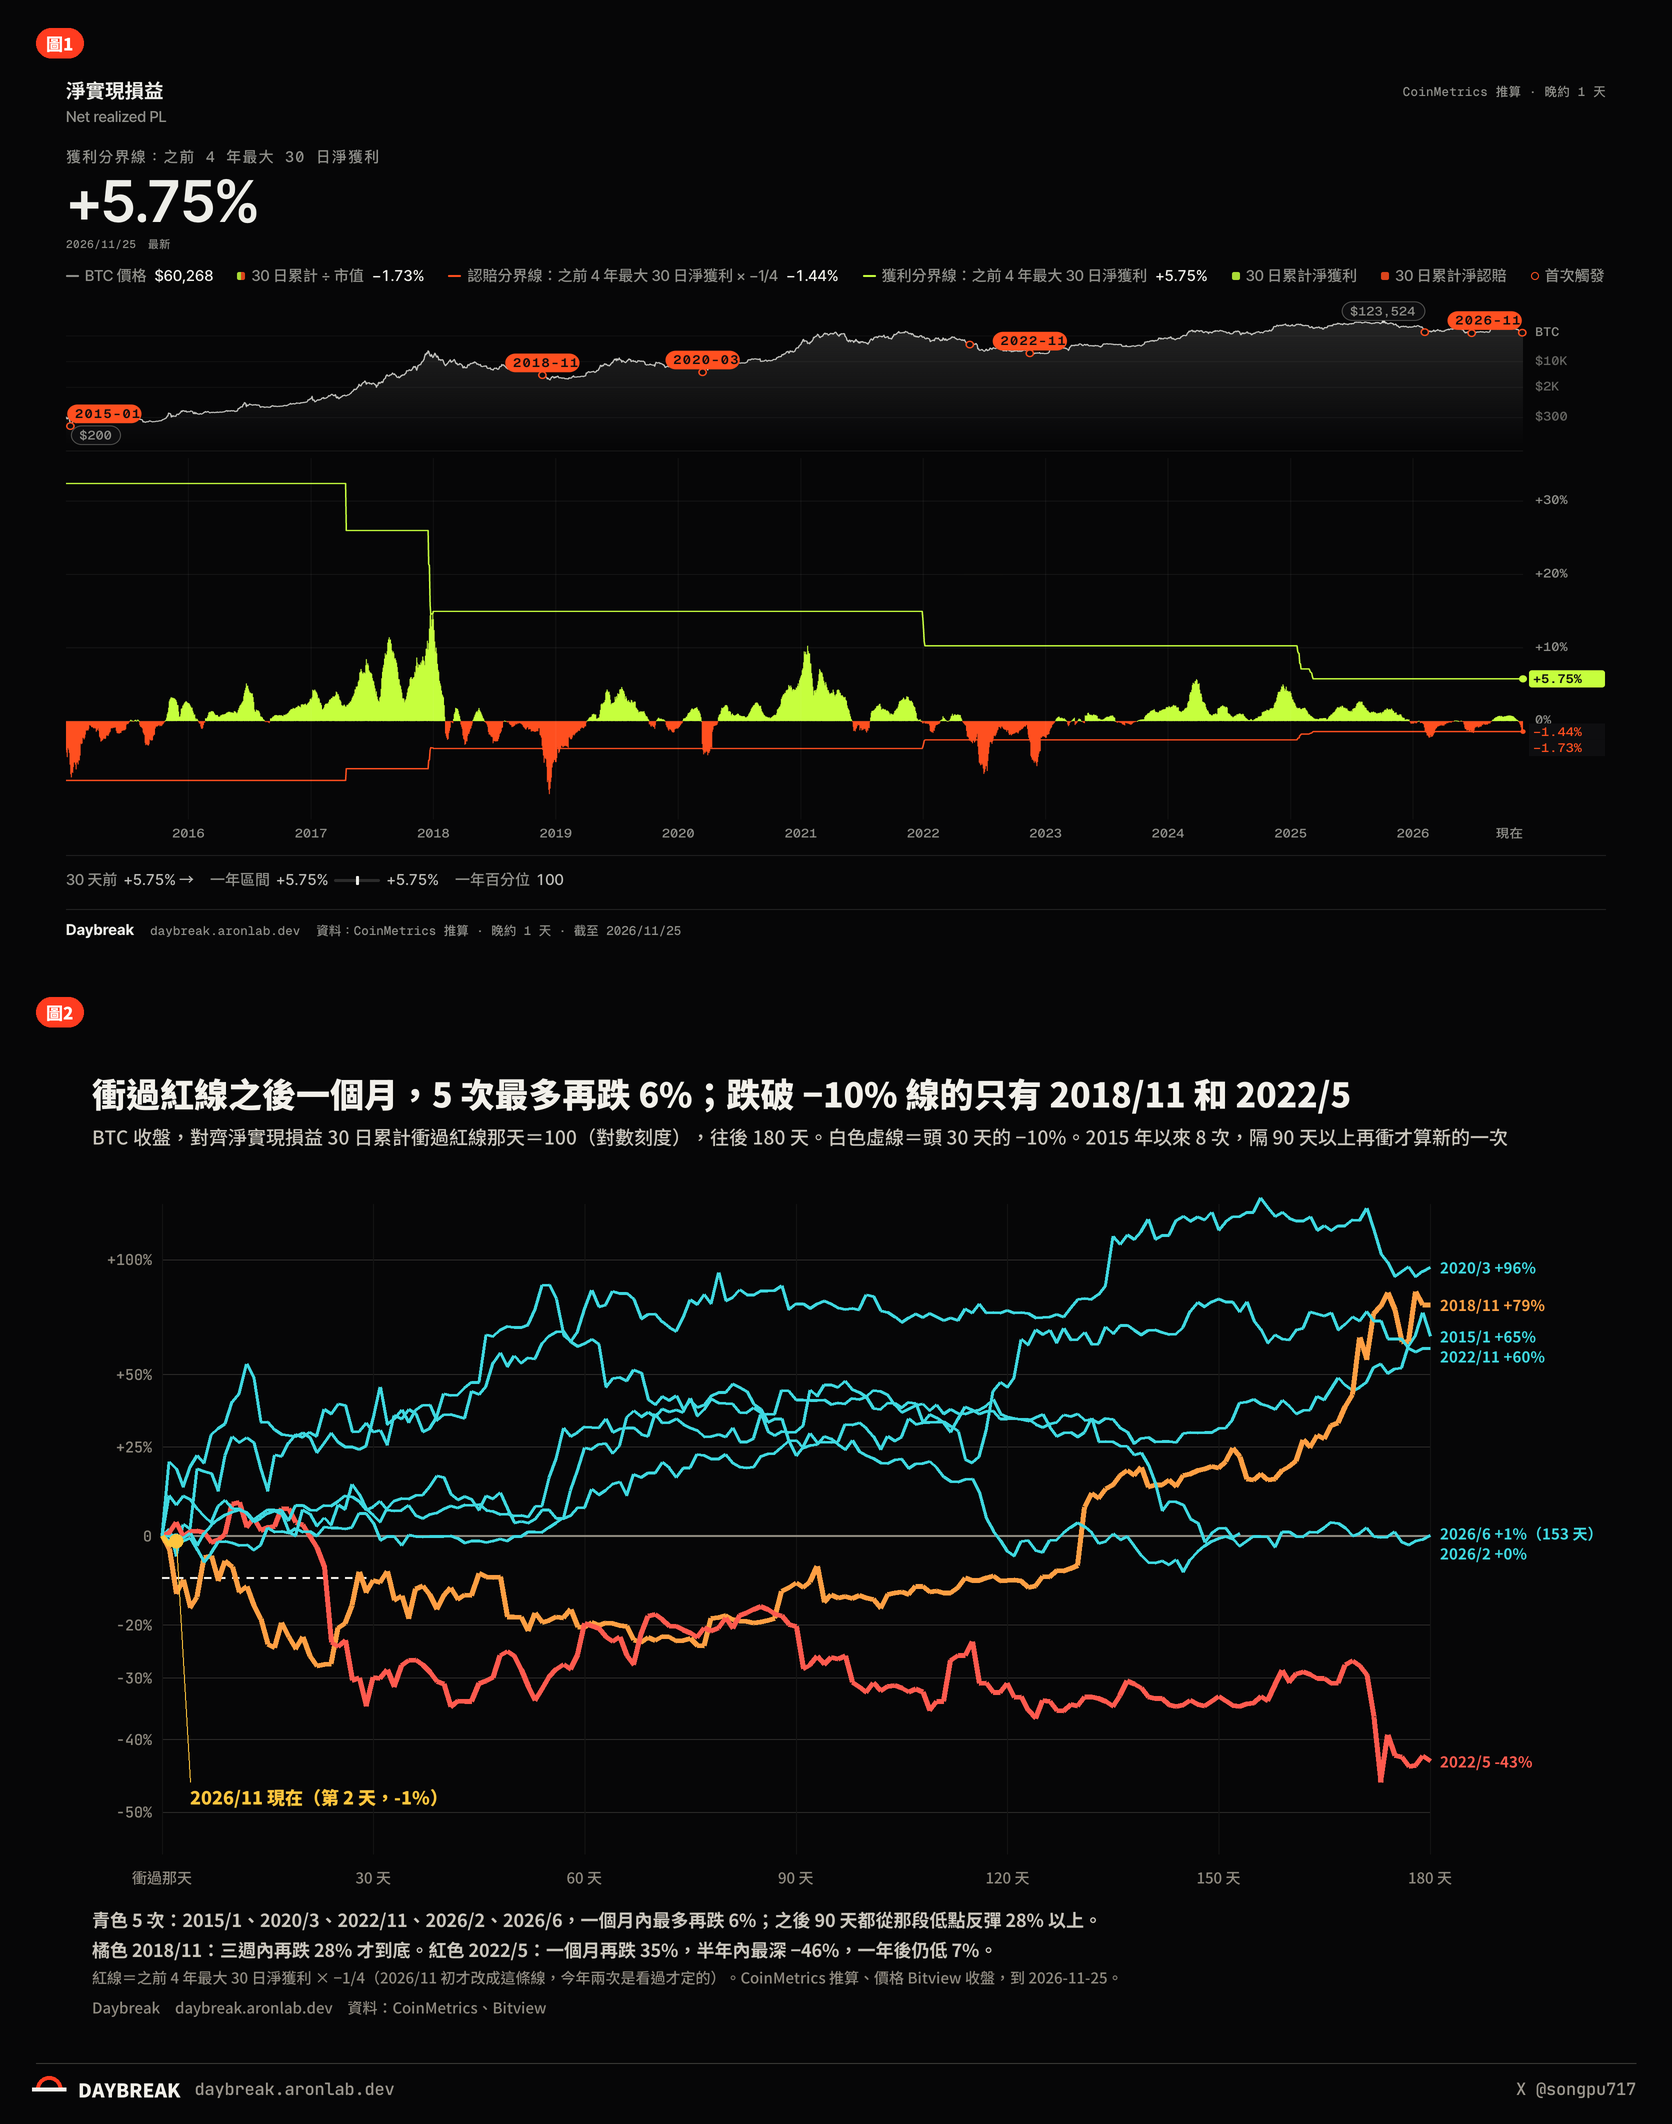 圖1
淨實現損益
CoinMetrics 推算 · 晚約 1 天
Net realized PL
獲利分界線：之前 4 年最大 30 日淨獲利
+5.75%
2026/11/25 最新
BTC 價格 $60,268 30 日累計 ÷ 市值 −1.73% 認賠分界線：之前 4 年最大 30 日淨獲利 × −1/4 −1.44% 獲利分界線：之前 4 年最大 30 日淨獲利 +5.75% 30 日累計淨獲利 30 日累計淨認賠 首次觸發
$123,524
2026-11
BTC
2022-11
2018-11
2020-03
$10K
$2K
2015-01
$300
$200
+30%
+20%
+10%
+5.75%
0%
−1.44%
−1.73%
2016 2017 2018 2019 2020 2021 2022 2023 2024 2025 2026 現在
30 天前 +5.75% → 一年區間 +5.75% +5.75% 一年百分位 100
Daybreak daybreak.aronlab.dev 資料：CoinMetrics 推算 · 晚約 1 天 · 截至 2026/11/25
圖2
衝過紅線之後一個月，5 次最多再跌 6%；跌破 −10% 線的只有 2018/11 和 2022/5
BTC 收盤，對齊淨實現損益 30 日累計衝過紅線那天＝100（對數刻度），往後 180 天。白色虛線＝頭 30 天的 −10%。2015 年以來 8 次，隔 90 天以上再衝才算新的一次
+100%
2020/3 +96%
2018/11 +79%
2015/1 +65%
2022/11 +60%
+50%
+25%
0
2026/6 +1%（153 天）
2026/2 +0%
-20%
-30%
-40%
2022/5 -43%
2026/11 現在（第 2 天，-1%）
-50%
衝過那天 30 天 60 天 90 天 120 天 150 天 180 天
青色 5 次：2015/1、2020/3、2022/11、2026/2、2026/6，一個月內最多再跌 6%；之後 90 天都從那段低點反彈 28% 以上。
橘色 2018/11：三週內再跌 28% 才到底。紅色 2022/5：一個月再跌 35%，半年內最深 −46%，一年後仍低 7%。
紅線＝之前 4 年最大 30 日淨獲利 × −1/4（2026/11 初才改成這條線，今年兩次是看過才定的）。CoinMetrics 推算、價格 Bitview 收盤，到 2026-11-25。
Daybreak daybreak.aronlab.dev 資料：CoinMetrics、Bitview
DAYBREAK daybreak.aronlab.dev
X @songpu717